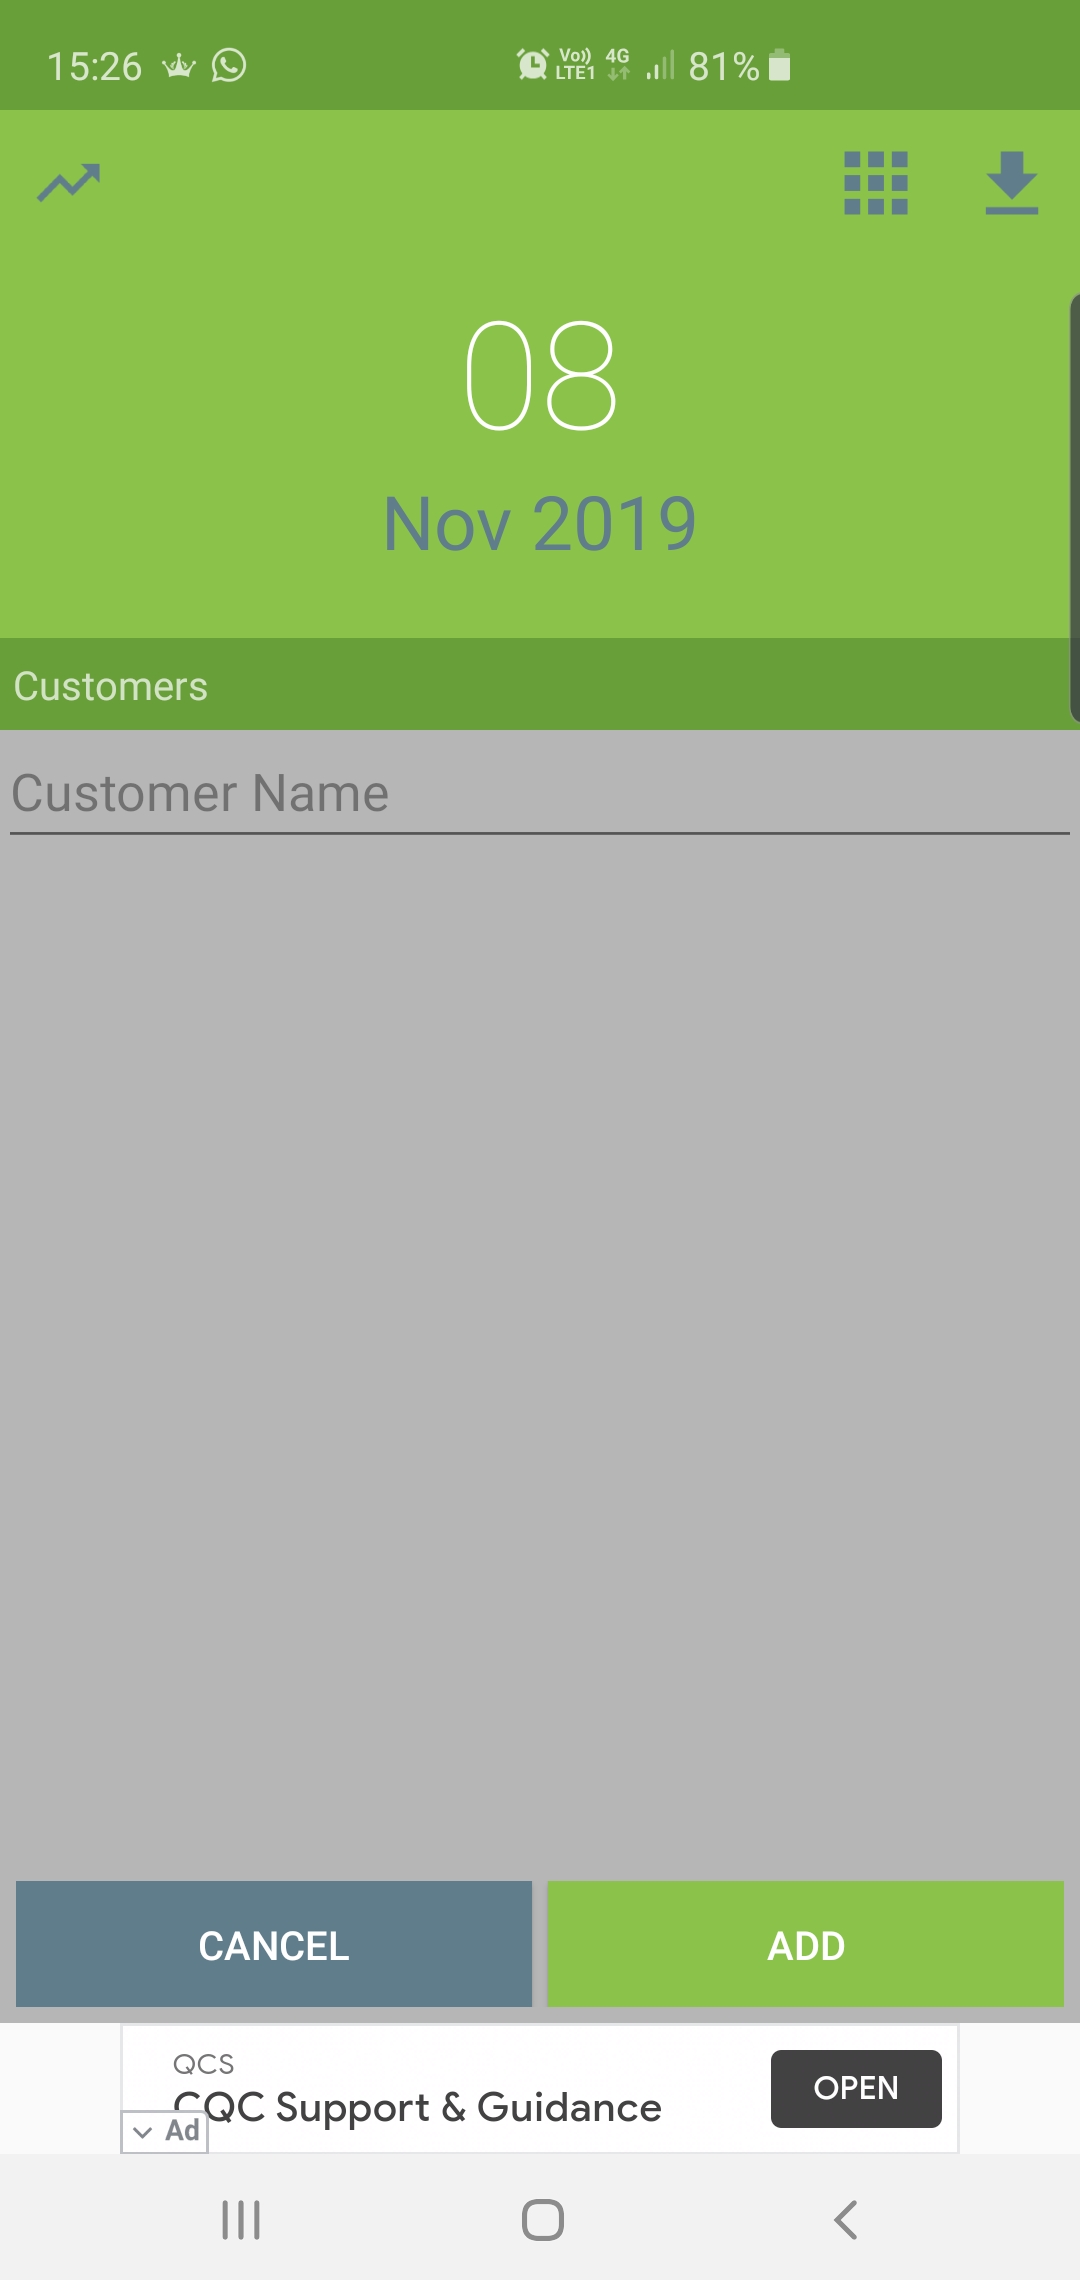 15:26 Vo)) LTE1 4G 81%
08
Nov 2019
Customers
Customer Name
CANCEL ADD
QCS
CQC Support & Guidance
OPEN
Ad